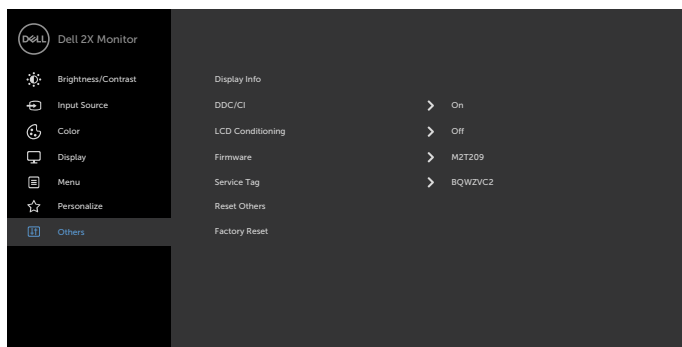 DELL
Dell 2X Monitor
Brightness/Contrast
Input Source
Color
Display
Menu
Personalize
Others
Display Info
DDC/CI On
LCD Conditioning Off
Firmware M2T209
Service Tag BQWZVC2
Reset Others
Factory Reset